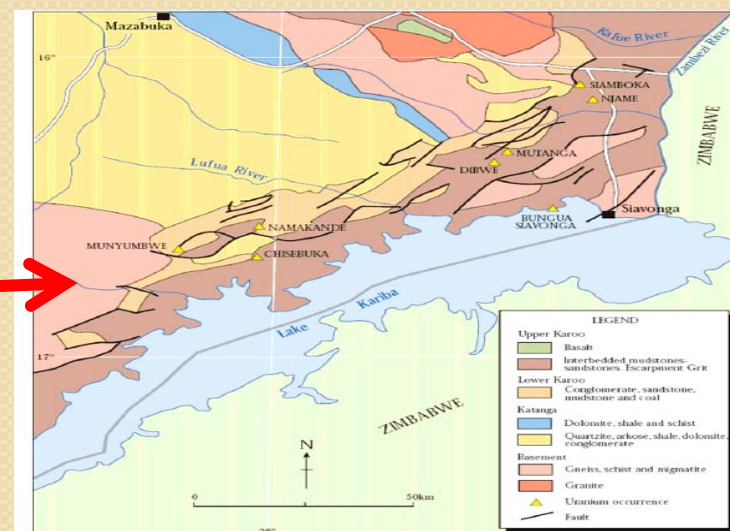 Mazabuka
16°
Kafue River
Zambezi River
SIAMBOKA
NJAME
ZIMBABWE
MUTANGA
DIBWE
Lufua River
BUNGUA
SIAVONGA
Siavonga
NAMAKANDE
MUNYUMBWE
CHISEBUKA
Lake Kariba
17°
ZIMBABWE
N
0 50km
LEGEND
Upper Karoo
Basalt
Interbedded mudstones-
sandstones. Escarpment Grit
Lower Karoo
Conglomerate, sandstone,
mudstone and coal
Katanga
Dolomite, shale and schist
Quartzite, arkose, shale, dolomite,
conglomerate
Basement
Gneiss, schist and migmatite
Granite
Uranium occurrence
Fault